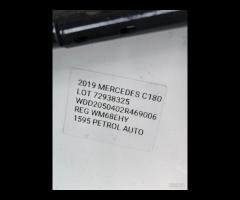 2019 MERCEDES C180
LOT 72938325
WDD2050402R469006
REG WM68EHY
1595 PETROL AUTO